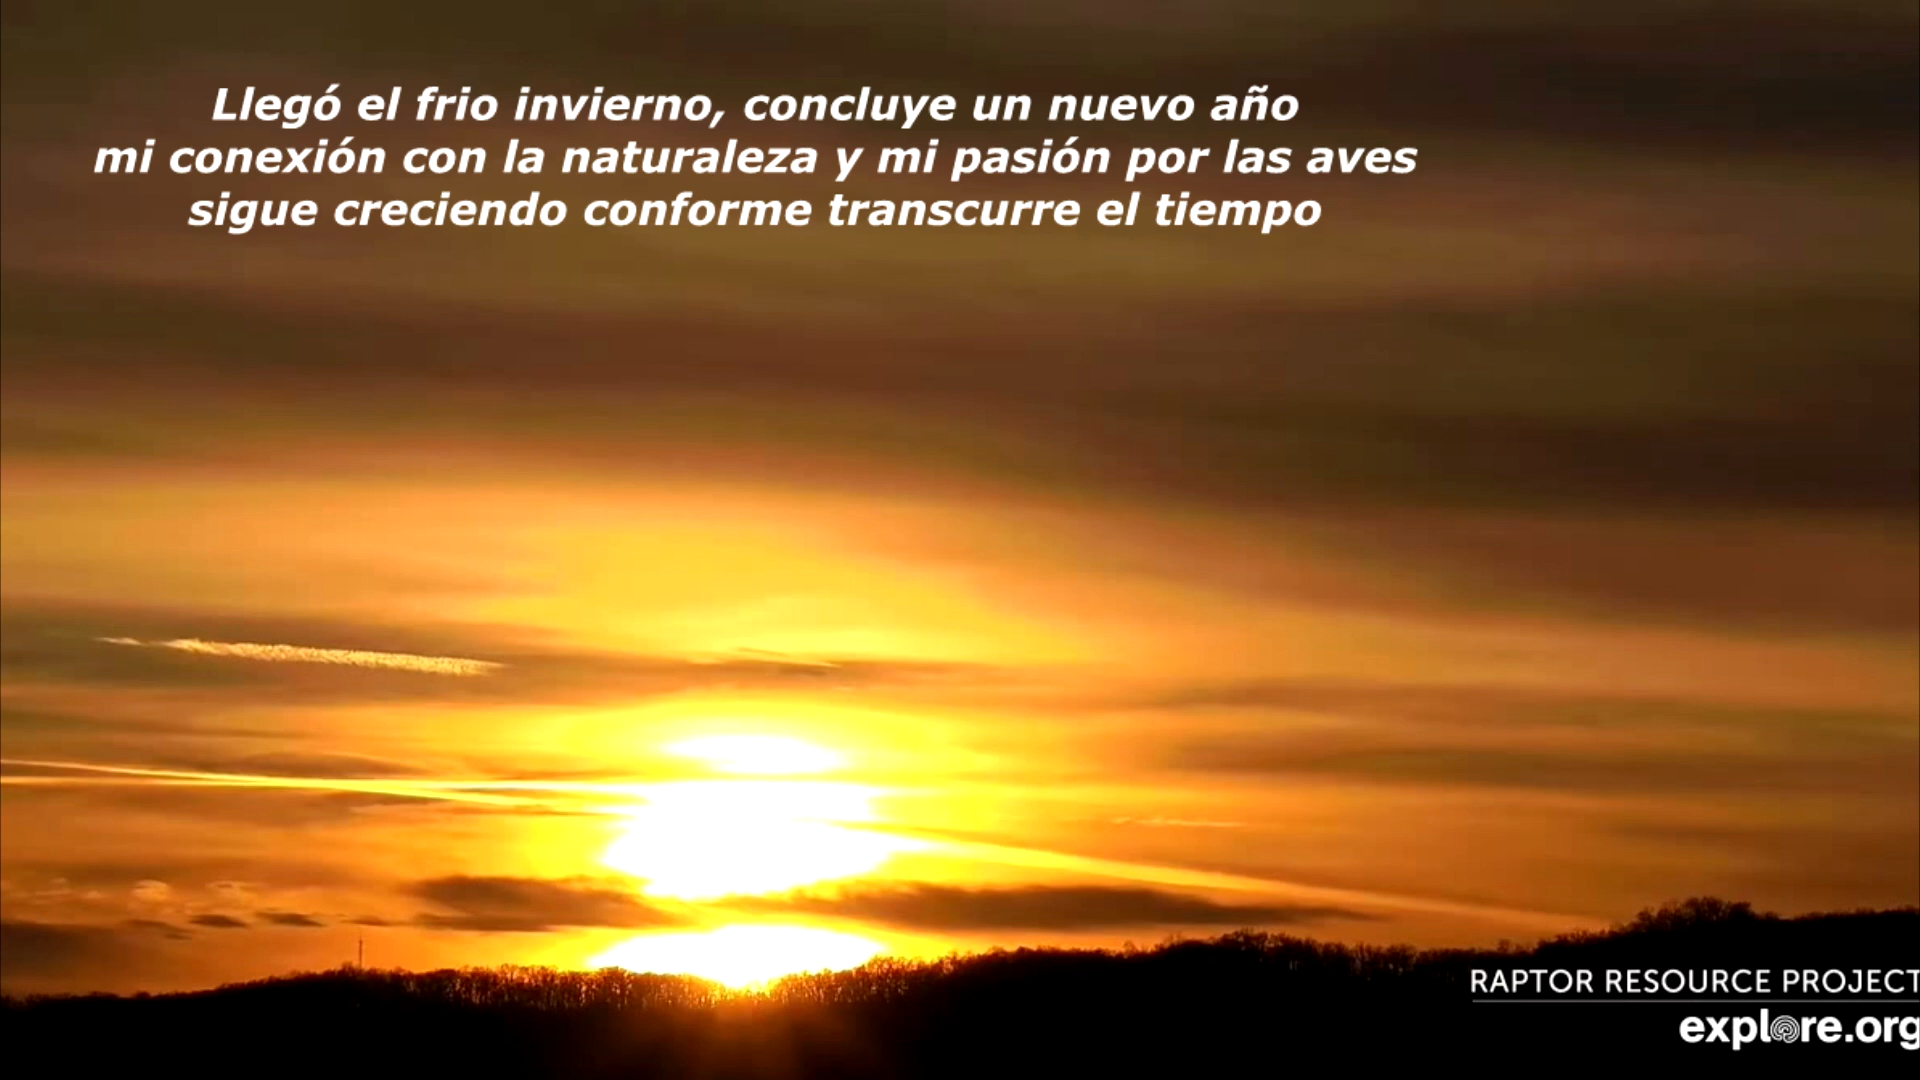 Llegó el frio invierno, concluye un nuevo año
mi conexión con la naturaleza y mi pasión por las aves
sigue creciendo conforme transcurre el tiempo
RAPTOR RESOURCE PROJECT
explore.org